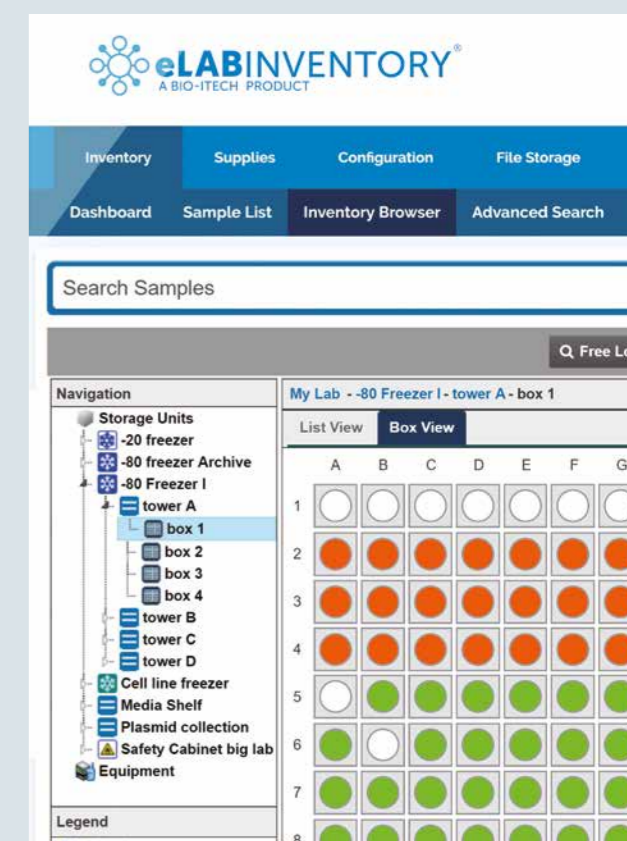 eLABINVENTORY®
A BIO-ITECH PRODUCT
Inventory Supplies Configuration File Storage
Dashboard Sample List Inventory Browser Advanced Search
Search Samples
Free Lo
Navigation
Storage Units
-20 freezer
-80 freezer Archive
-80 Freezer I
tower A
box 1
box 2
box 3
box 4
tower B
tower C
tower D
Cell line freezer
Media Shelf
Plasmid collection
Safety Cabinet big lab
Equipment
Legend
My Lab - -80 Freezer I - tower A - box 1
List View Box View
A B C D E F G
1
2
3
4
5
6
7
8